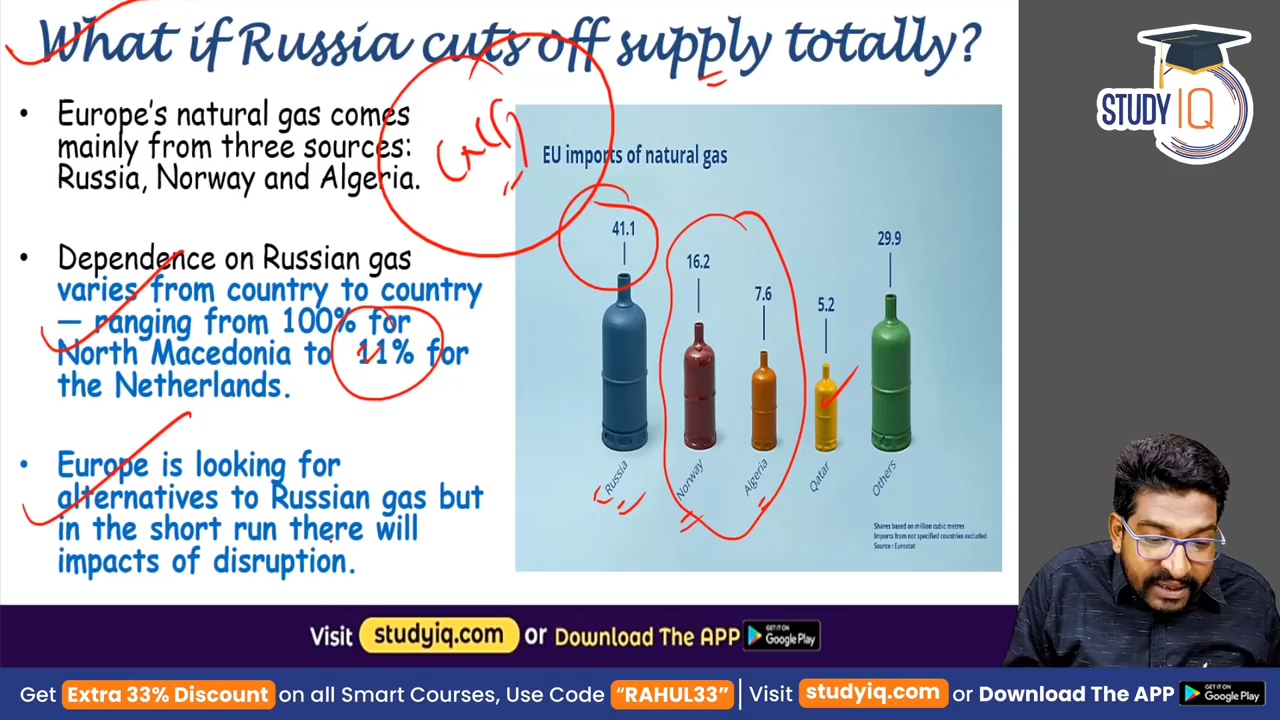 What if Russia cuts off supply totally?
STUDY IQ
• Europe's natural gas comes
mainly from three sources:
Russia, Norway and Algeria.
• Dependence on Russian gas
varies from country to country
— ranging from 100% for
North Macedonia to 11% for
the Netherlands.
• Europe is looking for
alternatives to Russian gas but
in the short run there will
impacts of disruption.
EU imports of natural gas
41.1
16.2
7.6
5.2
29.9
Russia
Norway
Algeria
Qatar
Others
Shares based on million cubic metres
Imports from not specified countries excluded
Source : Eurostat
Visit studyiq.com or Download The APP GET IT ON Google Play
Get Extra 33% Discount on all Smart Courses, Use Code "RAHUL33" | Visit studyiq.com or Download The APP GET IT ON Google Play